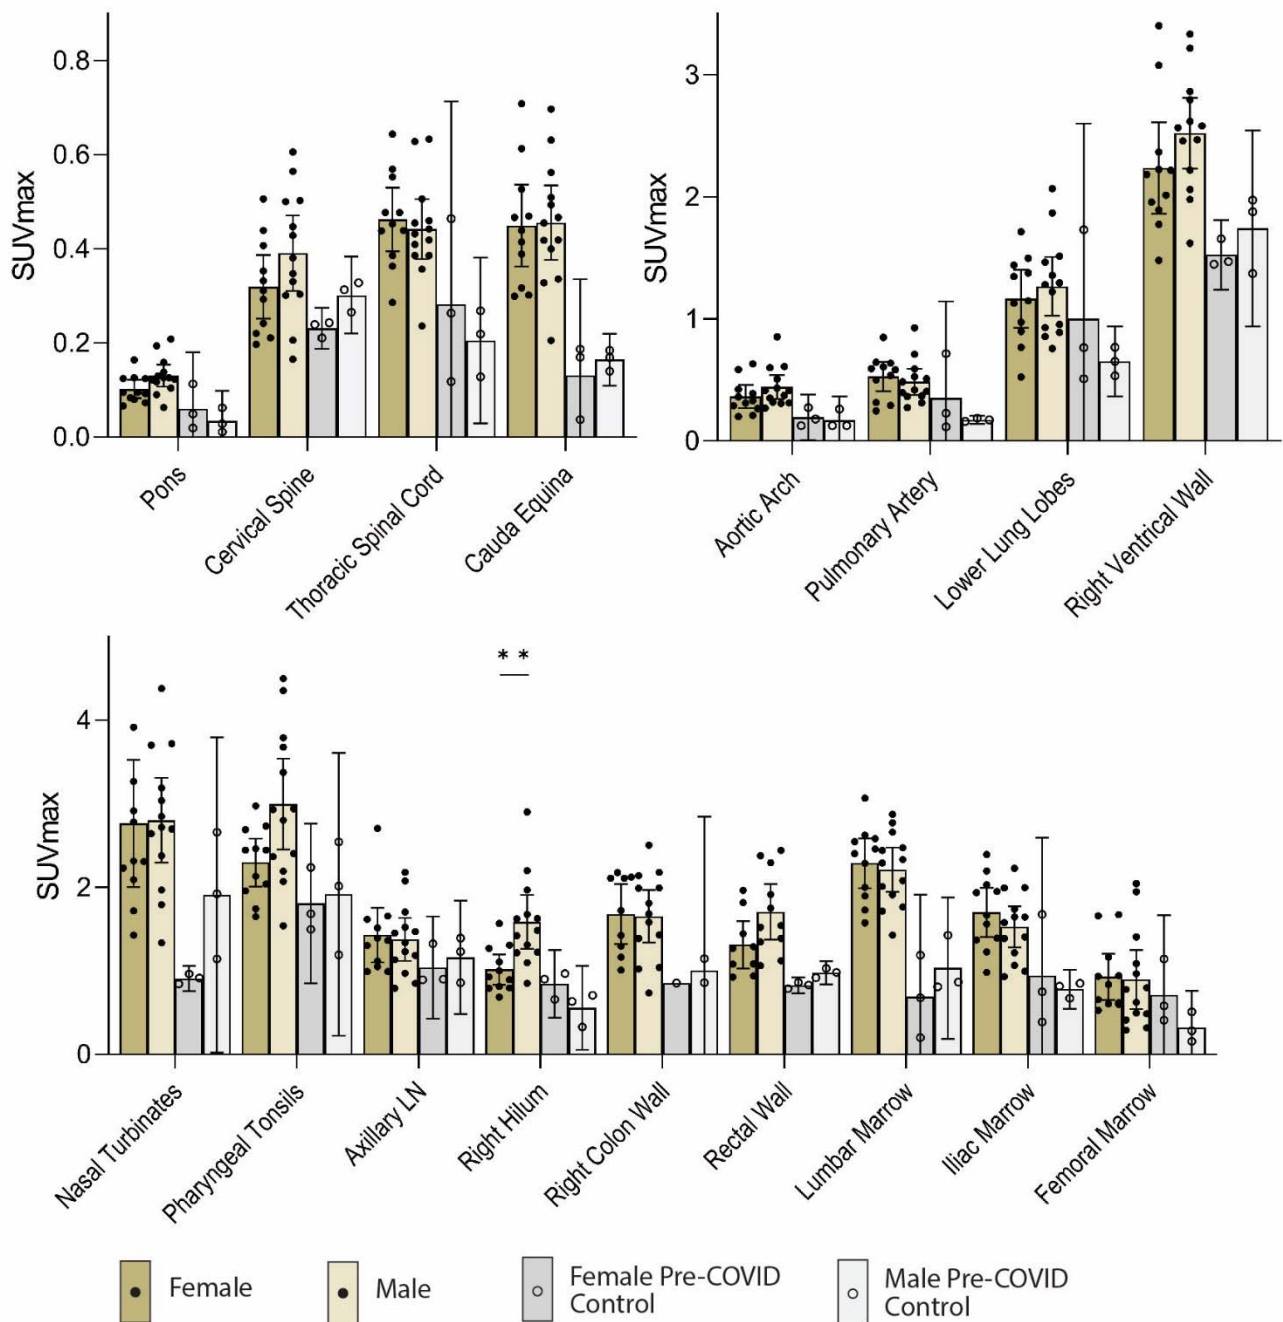 SUVmax
0.8
0.6
0.4
0.2
0.0
Pons
Cervical Spine
Thoracic Spinal Cord
Cauda Equina
SUVmax
3
2
1
0
Aortic Arch
Pulmonary Artery
Lower Lung Lobes
Right Ventrical Wall
SUVmax
4
2
0
* *
Nasal Turbinates
Pharyngeal Tonsils
Axillary LN
Right Hilum
Right Colon Wall
Rectal Wall
Lumbar Marrow
Iliac Marrow
Femoral Marrow
Female
Male
Female Pre-COVID
Control
Male Pre-COVID
Control